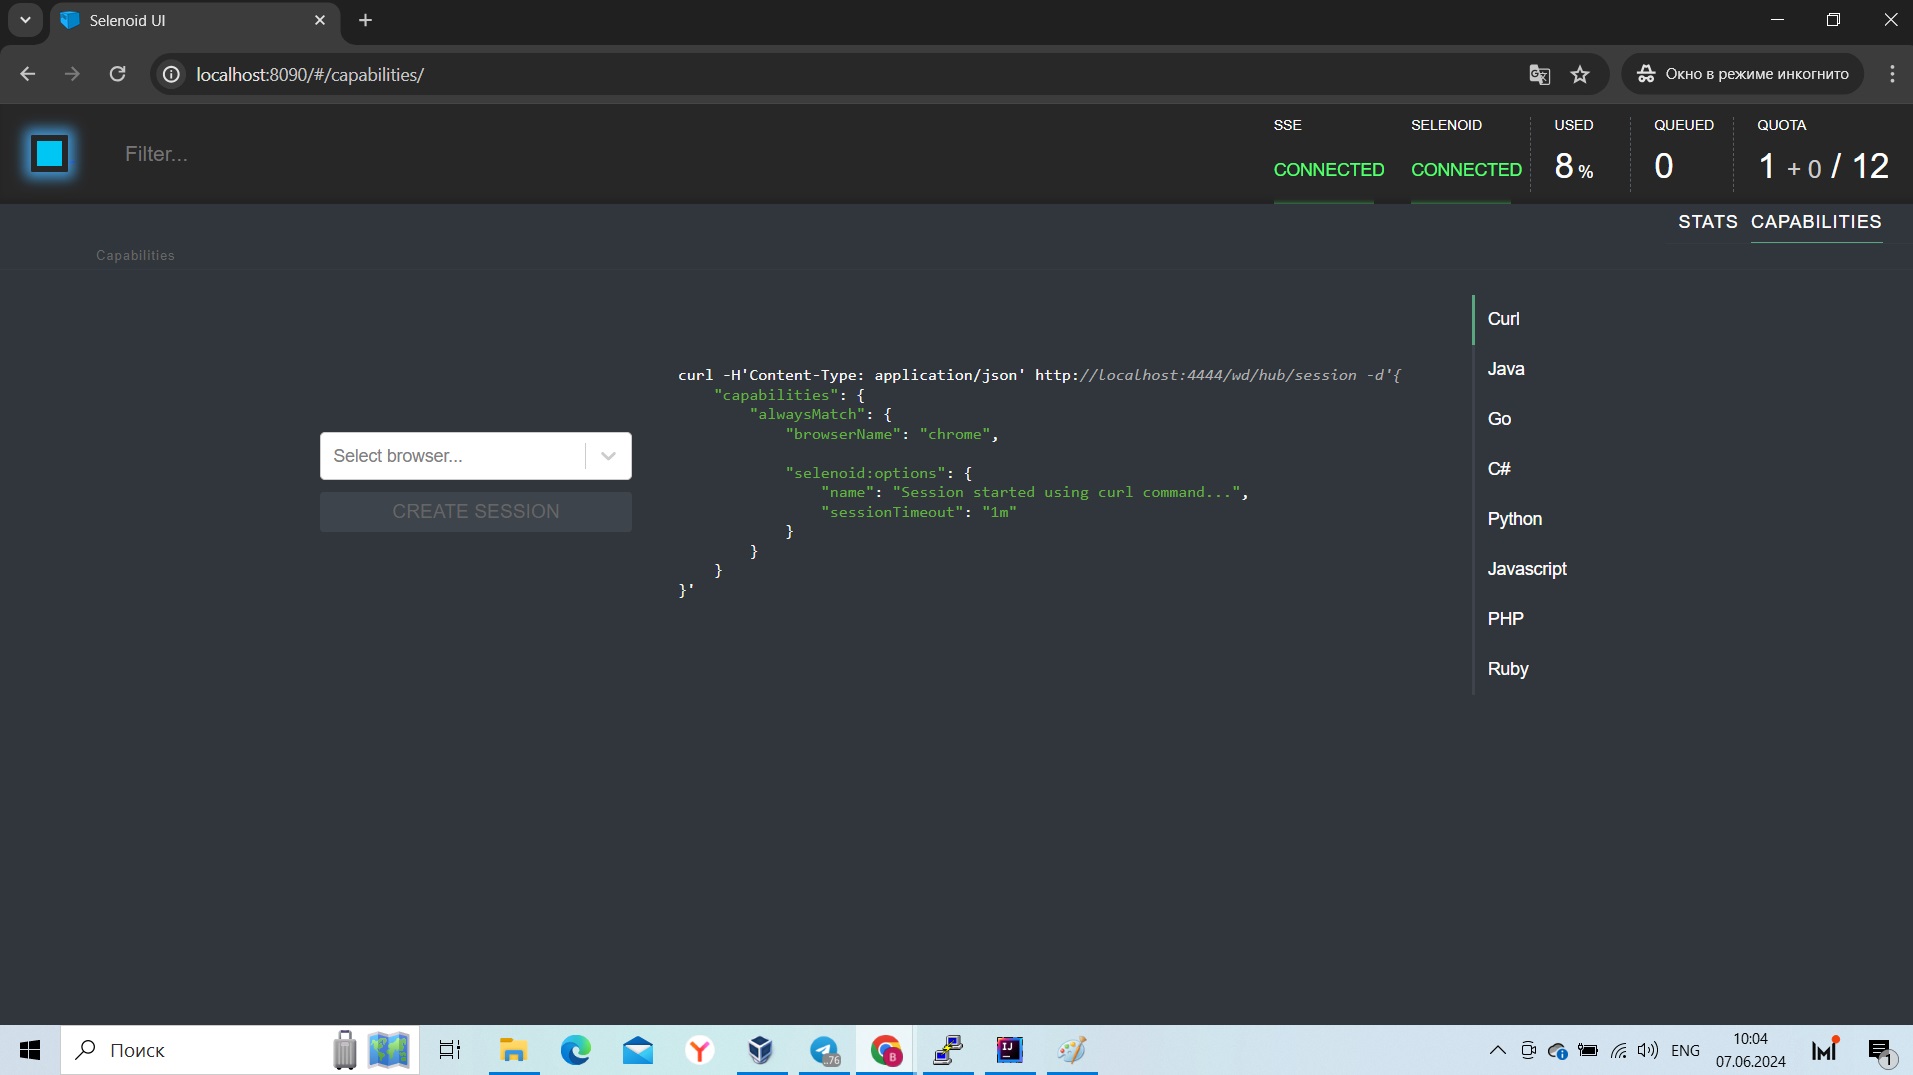 Selenoid UI
localhost:8090/#/capabilities/
Окно в режиме инкогнито
Filter...
SSE
CONNECTED
SELENOID
CONNECTED
USED
8 %
QUEUED
0
QUOTA
1 + 0 / 12
STATS CAPABILITIES
Capabilities
Select browser...
CREATE SESSION
curl -H'Content-Type: application/json' http://localhost:4444/wd/hub/session -d'{
"capabilities": {
"alwaysMatch": {
"browserName": "chrome",
"selenoid:options": {
"name": "Session started using curl command...",
"sessionTimeout": "1m"
}
}
}
}'
Curl
Java
Go
C#
Python
Javascript
PHP
Ruby
Поиск
.76
B
IJ
ENG
10:04
07.06.2024
1